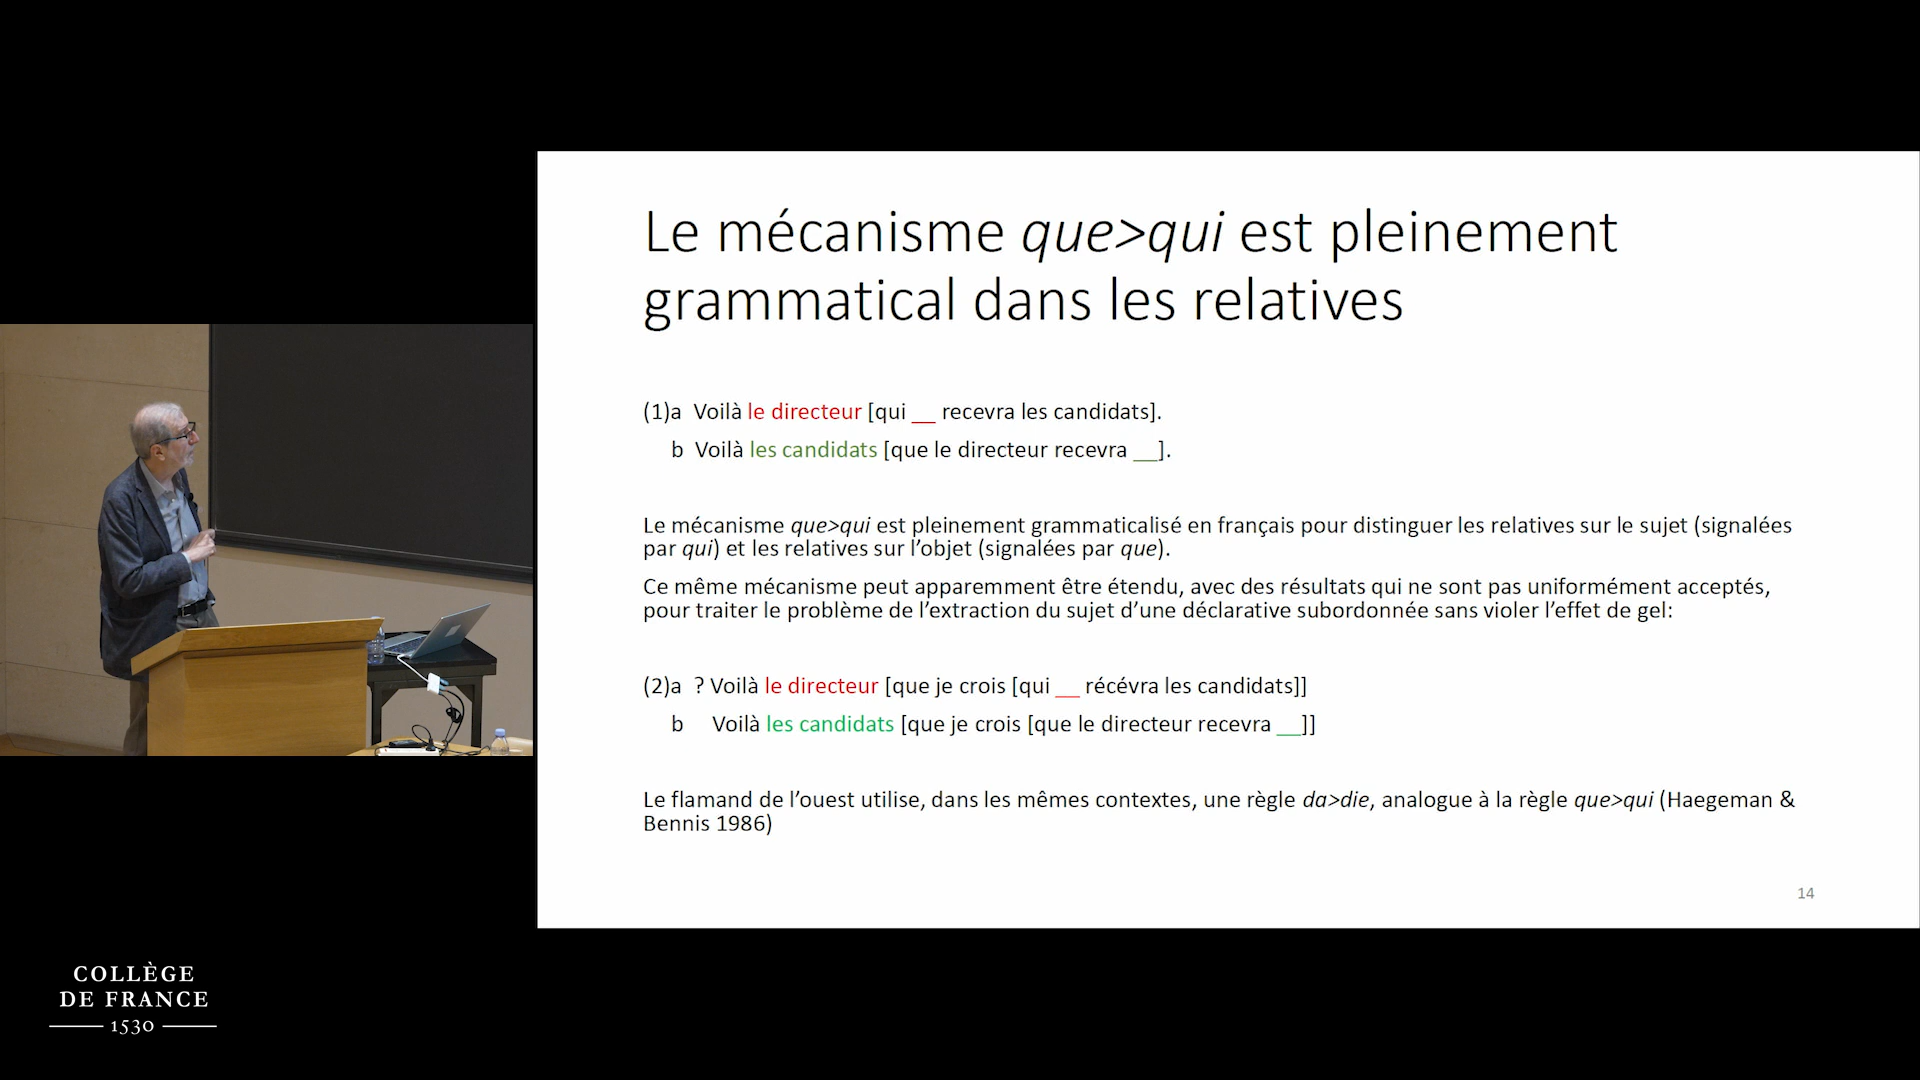 Le mécanisme que>qui est pleinement
grammatical dans les relatives
(1)a Voilà le directeur [qui __ recevra les candidats].
b Voilà les candidats [que le directeur recevra __].
Le mécanisme que>qui est pleinement grammaticalisé en français pour distinguer les relatives sur le sujet (signalées
par qui) et les relatives sur l’objet (signalées par que).
Ce même mécanisme peut apparemment être étendu, avec des résultats qui ne sont pas uniformément acceptés,
pour traiter le problème de l’extraction du sujet d’une déclarative subordonnée sans violer l’effet de gel:
(2)a ? Voilà le directeur [que je crois [qui __ récévra les candidats]]
b Voilà les candidats [que je crois [que le directeur recevra __]]
Le flamand de l’ouest utilise, dans les mêmes contextes, une règle da>die, analogue à la règle que>qui (Haegeman &
Bennis 1986)
14
COLLÈGE
DE FRANCE
1530